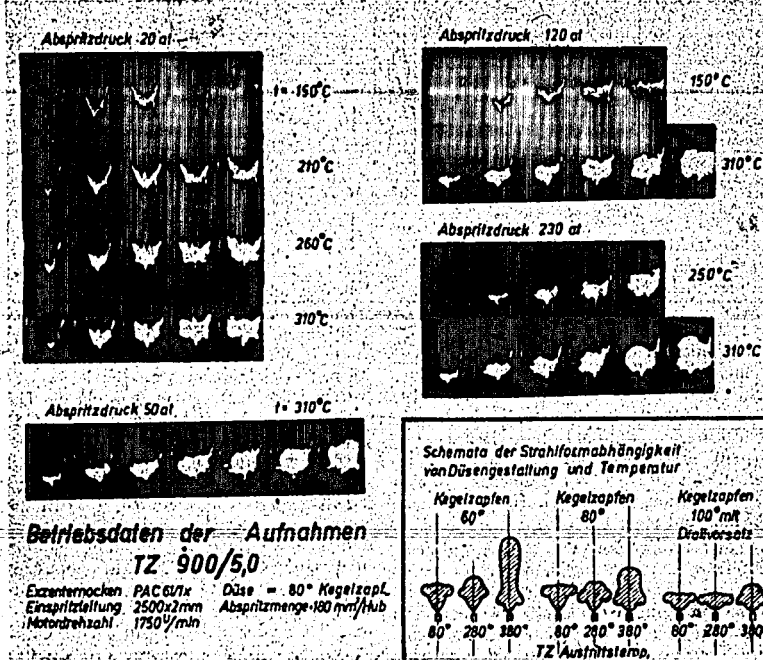 Abspritzdruck 20 at
t = 150°C
210°C
260°C
310°C
Abspritzdruck 50 at t = 310°C
Betriebsdaten der Aufnahmen
TZ 900/5,0
Exzenternocken PAC 61/1x Düse = 80° Kegelzapf.
Einspritzleitung 2500x2mm Abspritzmenge=180 mm³/Hub
Motordrehzahl 1750 U/min
Abspritzdruck 120 at
150°C
310°C
Abspritzdruck 230 at
250°C
310°C
Schemata der Strahlformabhängigkeit
von Düsengestaltung und Temperatur
Kegelzapfen
60°
Kegelzapfen
80°
Kegelzapfen
100° mit
Drallvorsatz
80° 280° 380° 80° 280° 380° 80° 280° 380°
TZ Austrittstemp.